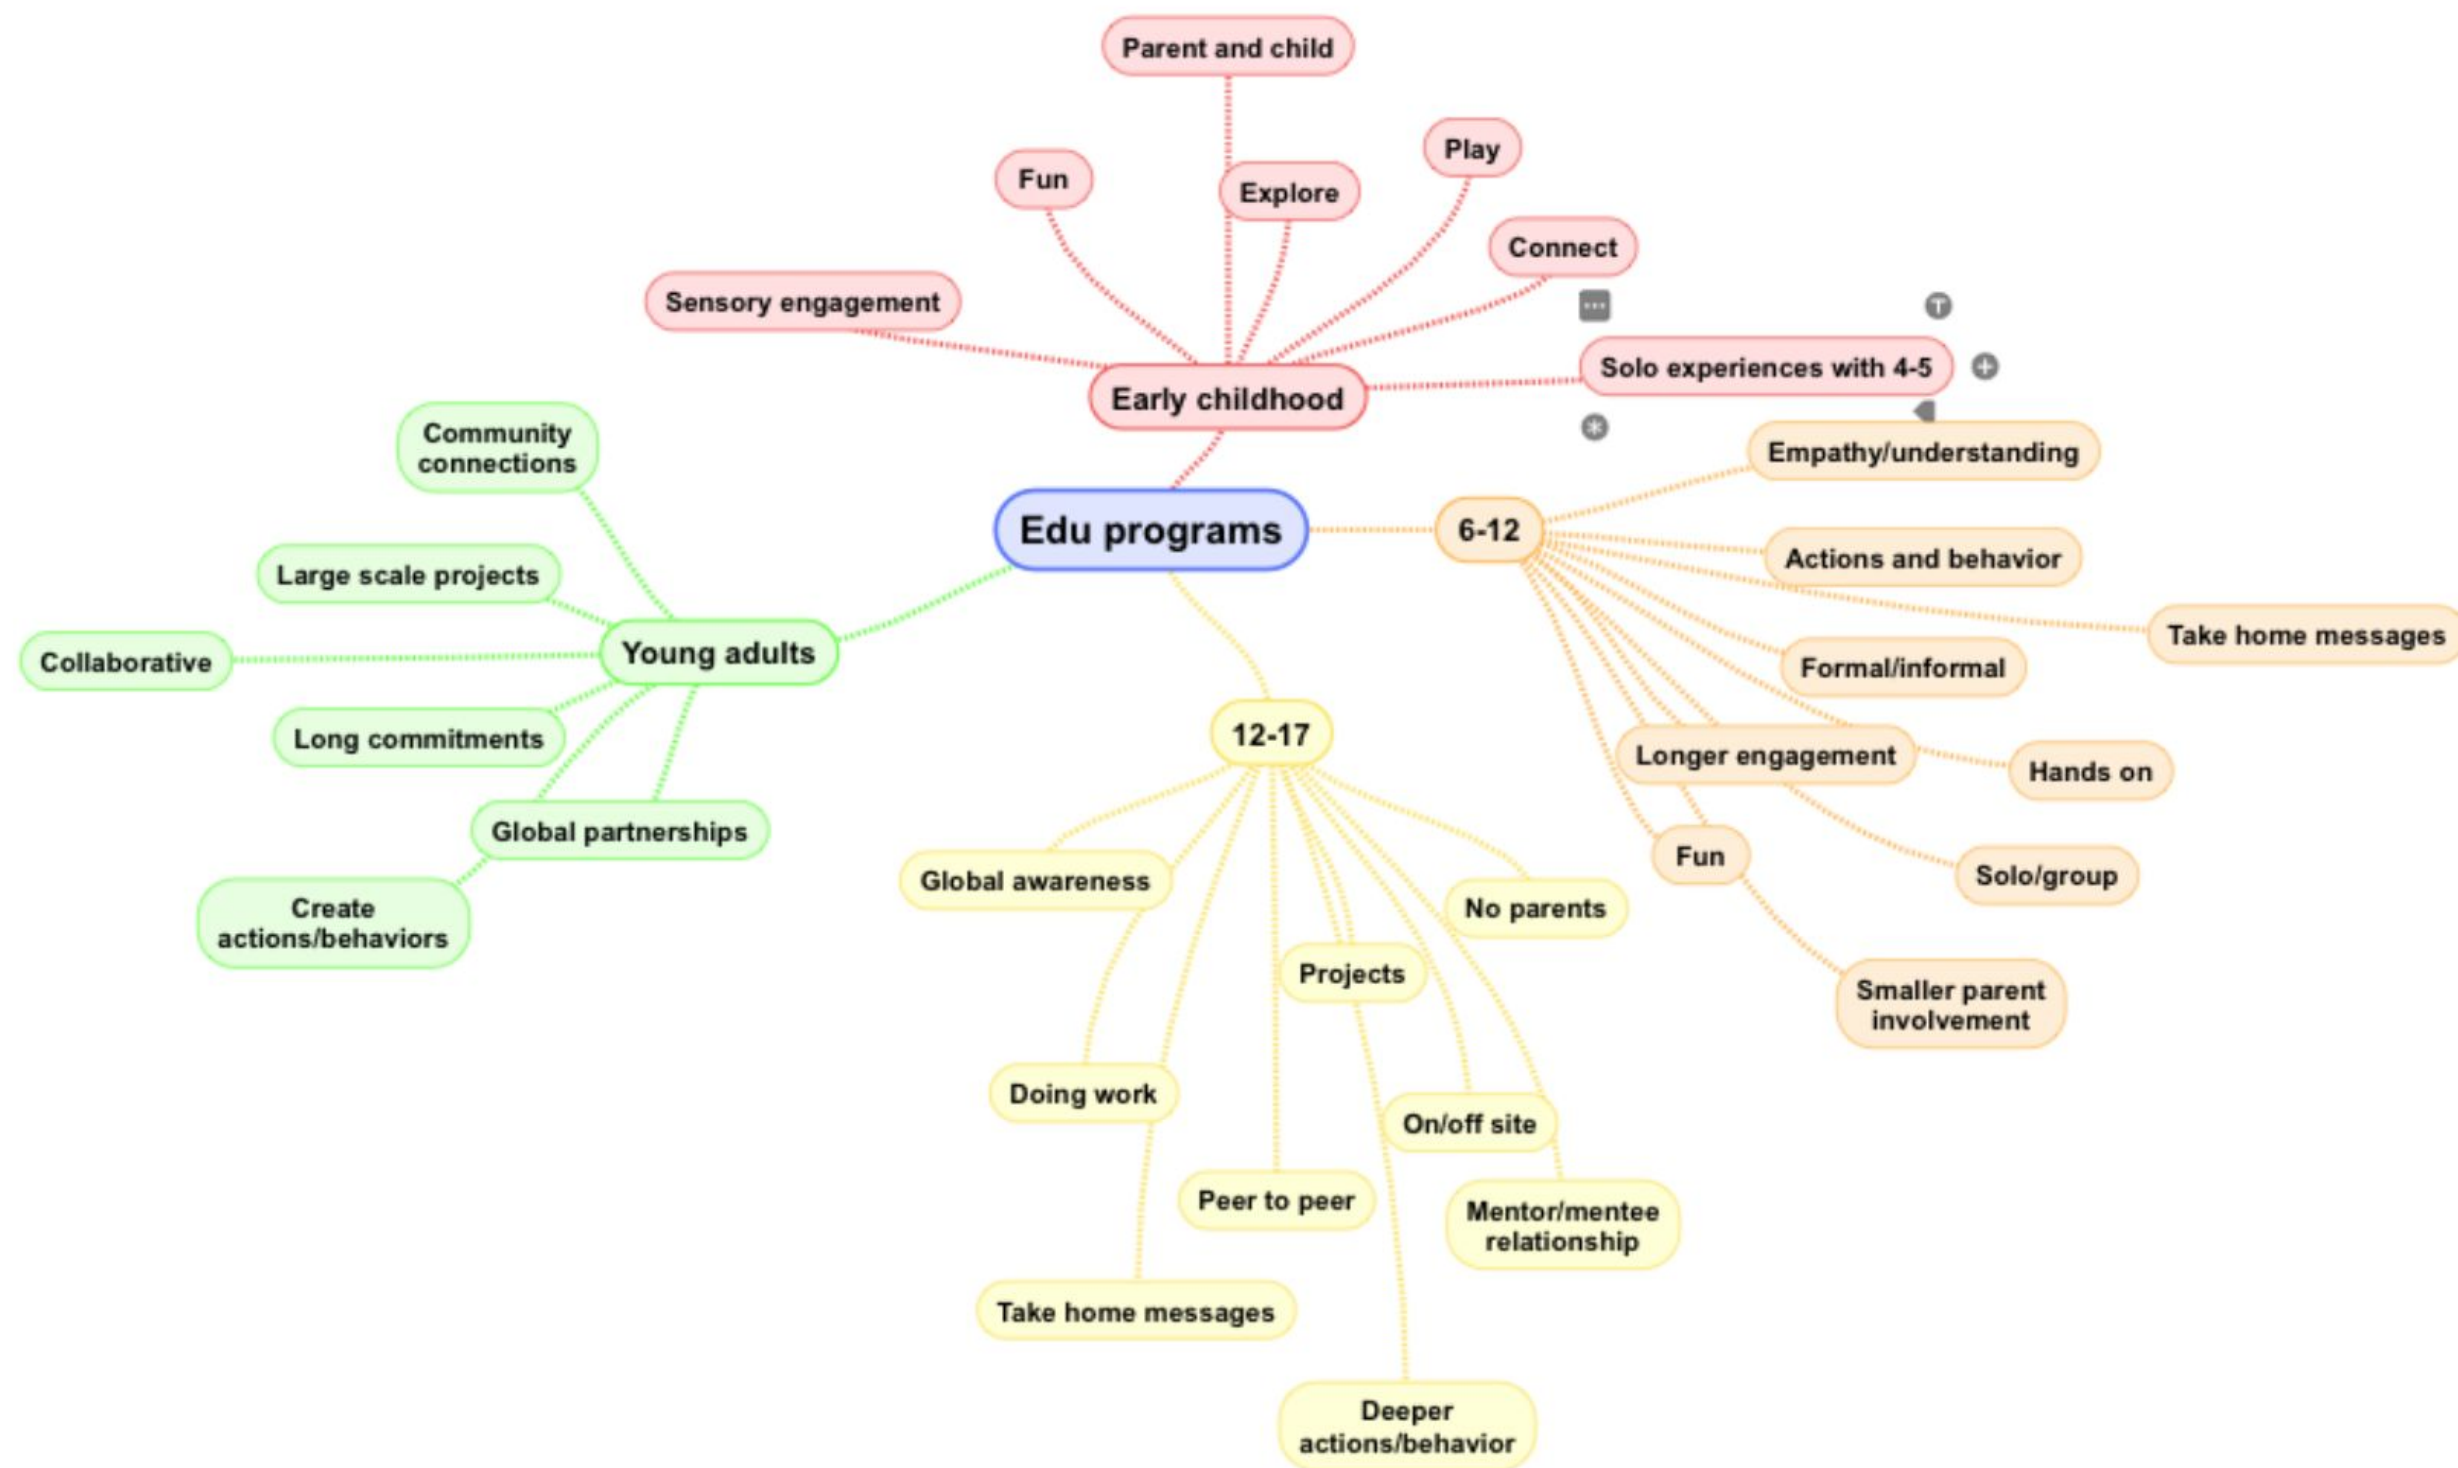 Parent and child
Play
Fun
Explore
Connect
Sensory engagement
Solo experiences with 4-5
Early childhood
Community
connections
Empathy/understanding
Edu programs
6-12
Actions and behavior
Large scale projects
Take home messages
Young adults
Collaborative
Formal/informal
Long commitments
12-17
Longer engagement
Hands on
Global partnerships
Fun
Solo/group
Global awareness
No parents
Create
actions/behaviors
Projects
Smaller parent
involvement
Doing work
On/off site
Peer to peer
Mentor/mentee
relationship
Take home messages
Deeper
actions/behavior